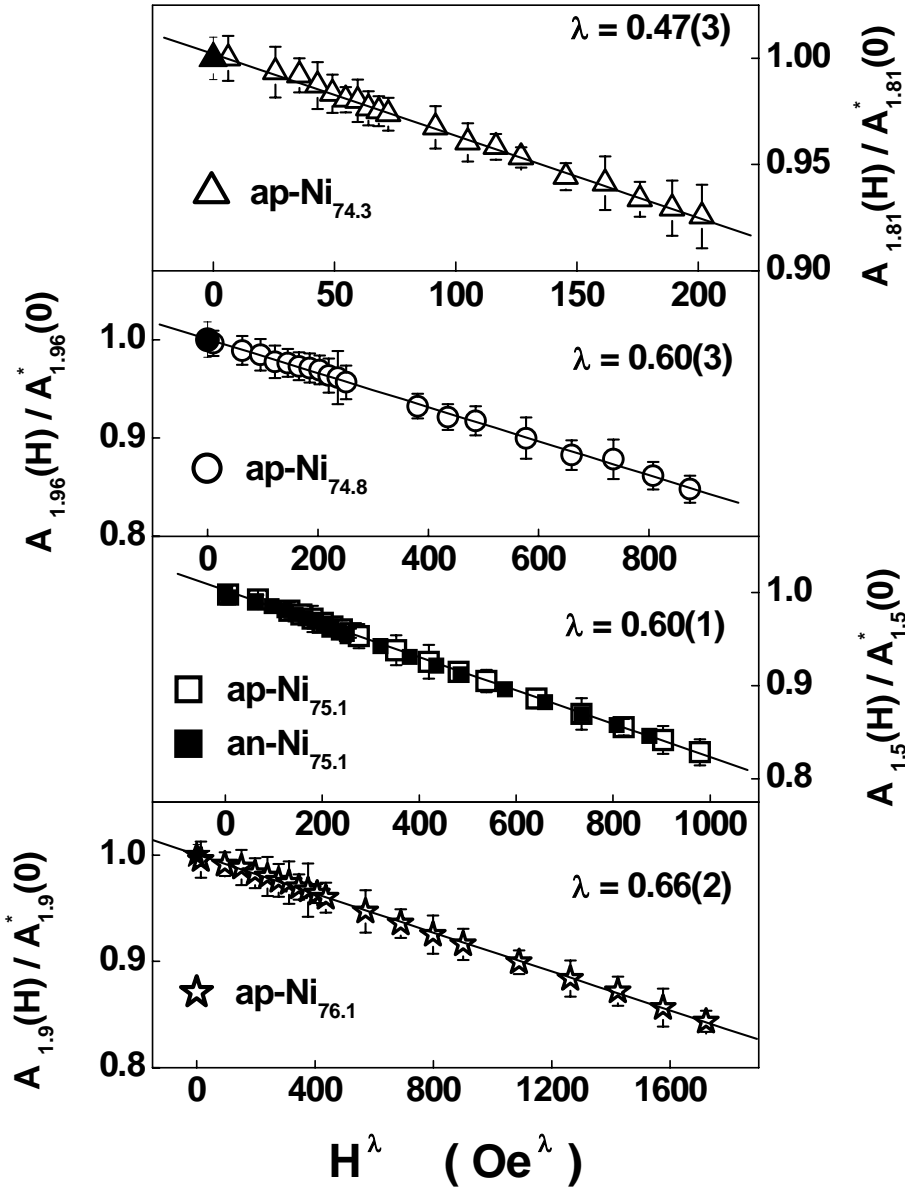 λ = 0.47(3)
1.00
0.95
0.90
A 1.81(H) / A*1.81(0)
ap-Ni74.3
0 50 100 150 200
1.0
0.9
0.8
A 1.96(H) / A*1.96(0)
λ = 0.60(3)
ap-Ni74.8
0 200 400 600 800
1.0
0.9
0.8
A 1.5(H) / A*1.5(0)
λ = 0.60(1)
ap-Ni75.1
an-Ni75.1
0 200 400 600 800 1000
1.0
0.9
0.8
A 1.9(H) / A*1.9(0)
λ = 0.66(2)
ap-Ni76.1
0 400 800 1200 1600
Hλ ( Oeλ )